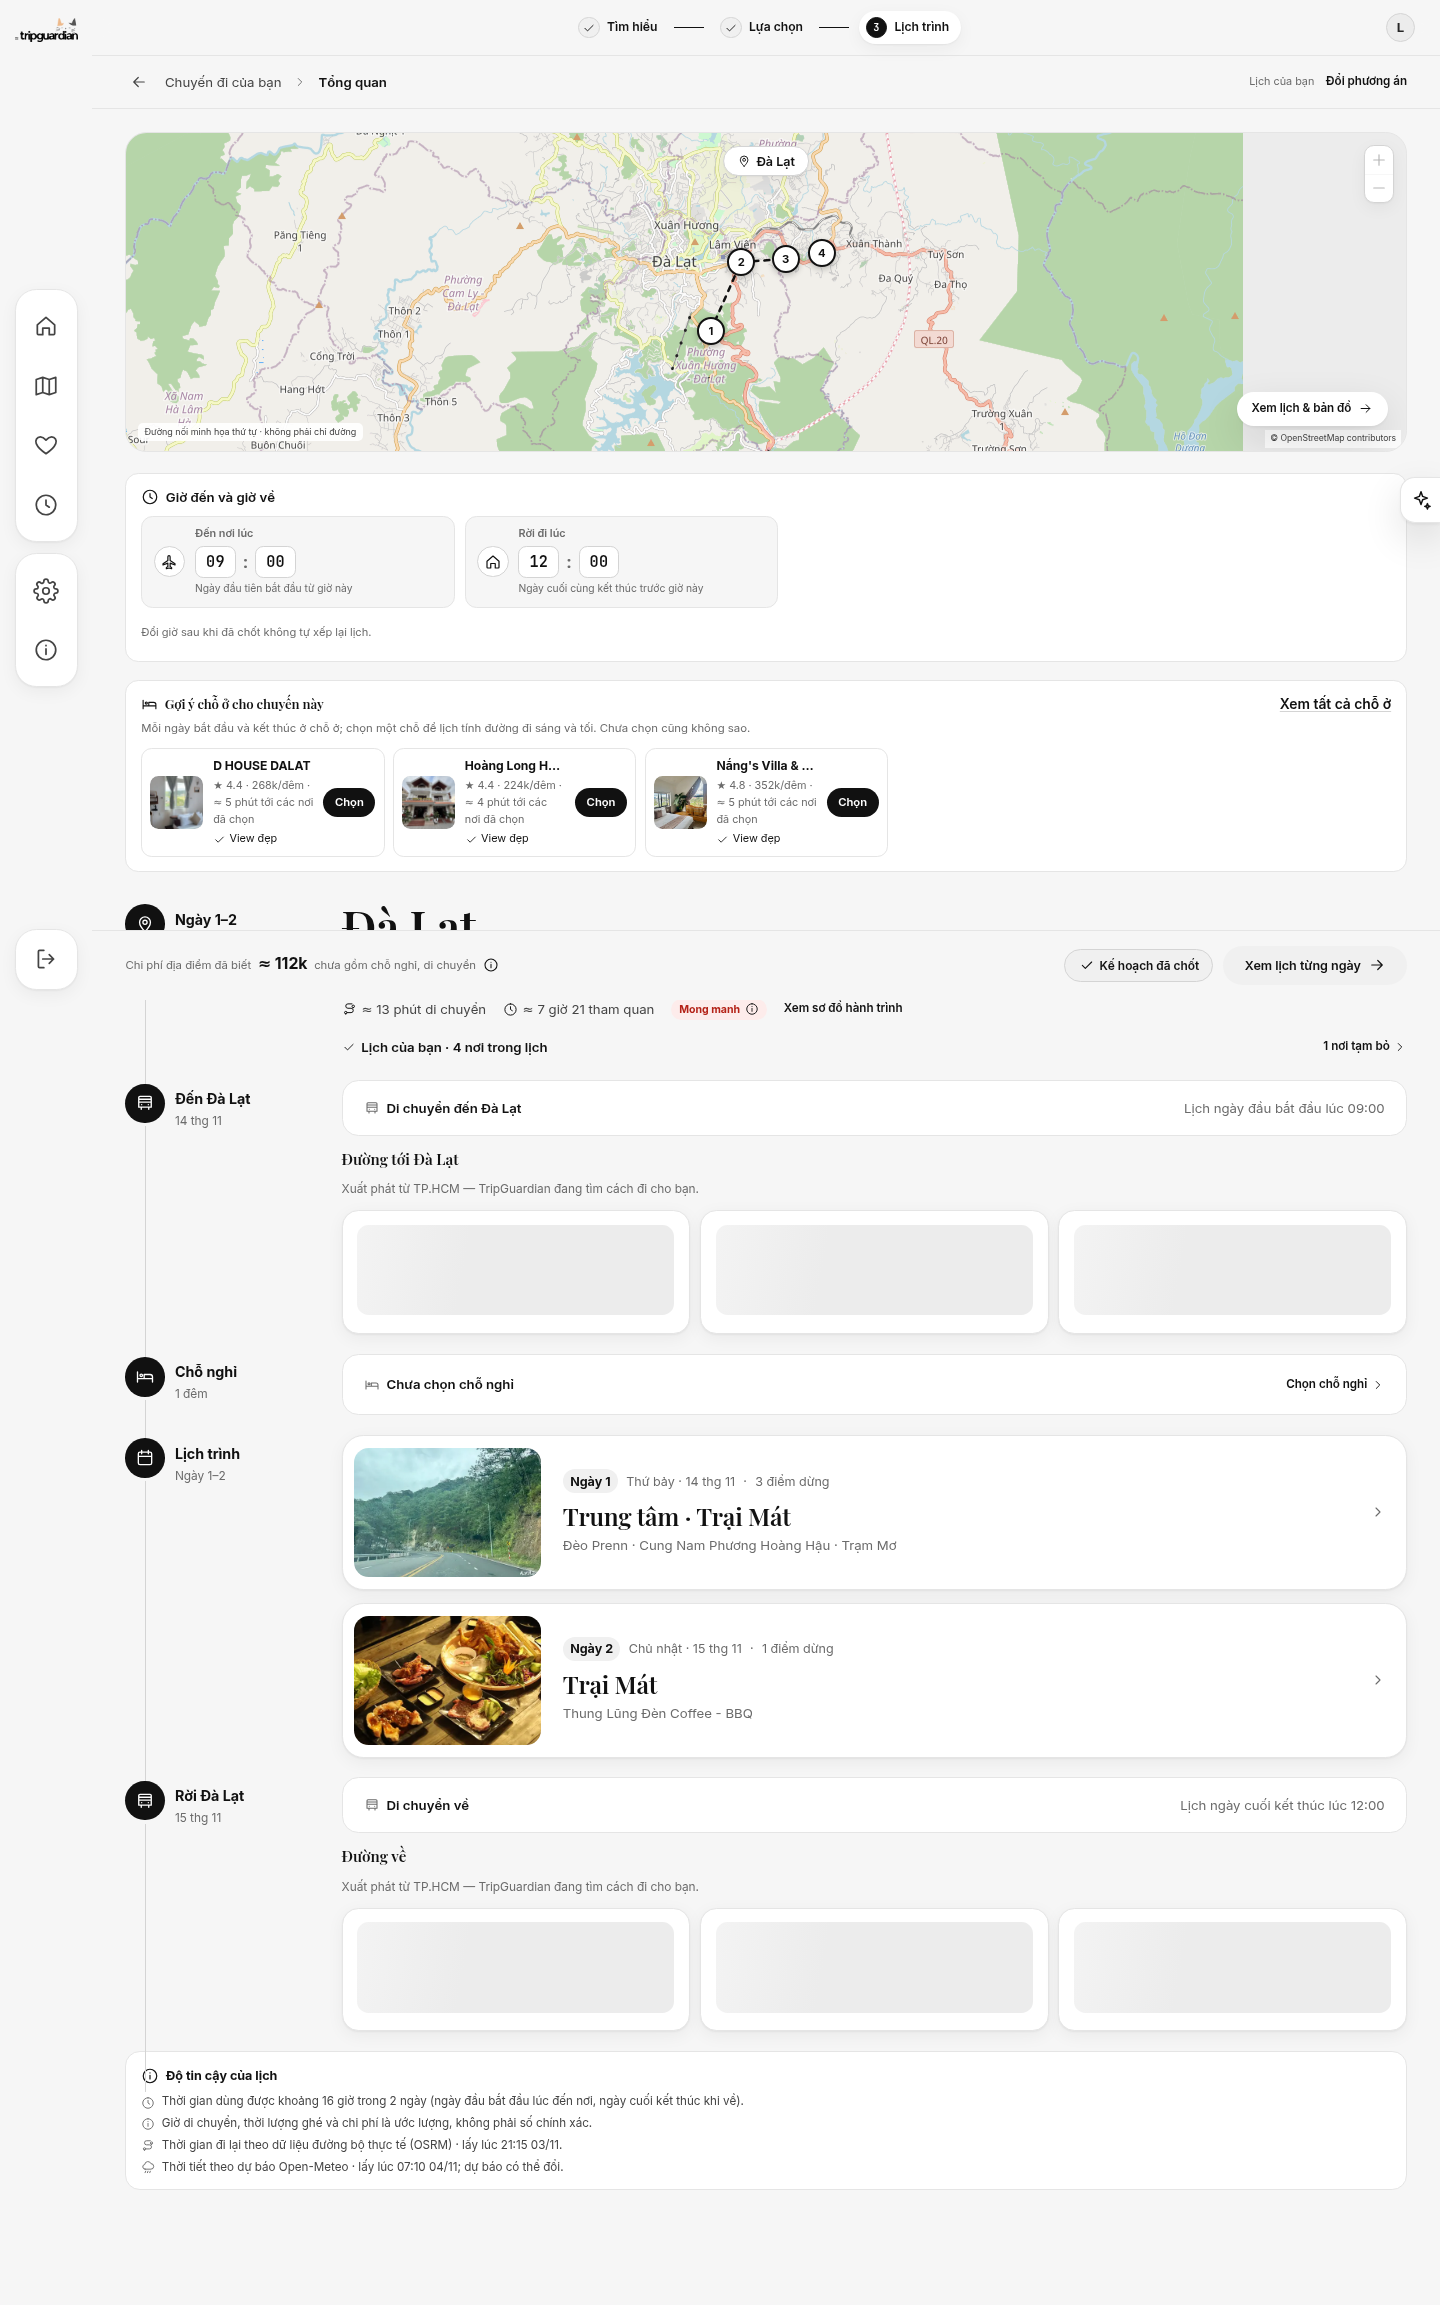 tripguardian
Tìm hiểu
Lựa chọn
3 Lịch trình
L
Chuyến đi của bạn
Tổng quan
Lịch của bạn
Đổi phương án
Phường
Đà Lạt
Păng Tiêng
1
Xuân Hương
Lâm Viên
Đà Lạt
Xuân Thành
Tuý Sơn
Đa Quý
Đa Thọ
2
3
4
1
Phường
Cam Ly
Đà Lạt
Thôn 2
Thôn 1
Cổng Trời
Phường
Xuân Hương
Đà Lạt
QL.20
Hang Hớt
Thôn 5
Thôn 3
Xã Nam
Hà Lâm
Hà
Trường Xuân
1
Xem lịch & bản đồ
Đường nối minh họa thứ tự · không phải chỉ đường
Buôn Chuối
Trường Sơn
Hồ Đơn
Dương
© OpenStreetMap contributors
Giờ đến và giờ về
Đến nơi lúc
09 : 00
Ngày đầu tiên bắt đầu từ giờ này
Rời đi lúc
12 : 00
Ngày cuối cùng kết thúc trước giờ này
Đổi giờ sau khi đã chốt không tự xếp lại lịch.
Gợi ý chỗ ở cho chuyến này
Xem tất cả chỗ ở
Mỗi ngày bắt đầu và kết thúc ở chỗ ở; chọn một chỗ để lịch tính đường đi sáng và tối. Chưa chọn cũng không sao.
D HOUSE DALAT
★ 4.4 · 268k/đêm ·
≈ 5 phút tới các nơi
đã chọn
View đẹp
Chọn
Hoàng Long H...
★ 4.4 · 224k/đêm ·
≈ 4 phút tới các
nơi đã chọn
View đẹp
Chọn
Nắng's Villa & ...
★ 4.8 · 352k/đêm ·
≈ 5 phút tới các nơi
đã chọn
View đẹp
Chọn
Ngày 1–2
Đà Lạt
Chi phí địa điểm đã biết ≈ 112k chưa gồm chỗ nghỉ, di chuyển
Kế hoạch đã chốt
Xem lịch từng ngày
≈ 13 phút di chuyển
≈ 7 giờ 21 tham quan
Mong manh
Xem sơ đồ hành trình
Lịch của bạn · 4 nơi trong lịch
1 nơi tạm bỏ
Đến Đà Lạt
14 thg 11
Di chuyển đến Đà Lạt
Lịch ngày đầu bắt đầu lúc 09:00
Đường tới Đà Lạt
Xuất phát từ TP.HCM — TripGuardian đang tìm cách đi cho bạn.
Chỗ nghỉ
1 đêm
Chưa chọn chỗ nghỉ
Chọn chỗ nghỉ
Lịch trình
Ngày 1–2
Ngày 1 Thứ bảy · 14 thg 11 · 3 điểm dừng
Trung tâm · Trại Mát
Đèo Prenn · Cung Nam Phương Hoàng Hậu · Trạm Mơ
Ngày 2 Chủ nhật · 15 thg 11 · 1 điểm dừng
Trại Mát
Thung Lũng Đèn Coffee - BBQ
Rời Đà Lạt
15 thg 11
Di chuyển về
Lịch ngày cuối kết thúc lúc 12:00
Đường về
Xuất phát từ TP.HCM — TripGuardian đang tìm cách đi cho bạn.
Độ tin cậy của lịch
Thời gian dùng được khoảng 16 giờ trong 2 ngày (ngày đầu bắt đầu lúc đến nơi, ngày cuối kết thúc khi về).
Giờ di chuyển, thời lượng ghé và chi phí là ước lượng, không phải số chính xác.
Thời gian đi lại theo dữ liệu đường bộ thực tế (OSRM) · lấy lúc 21:15 03/11.
Thời tiết theo dự báo Open-Meteo · lấy lúc 07:10 04/11; dự báo có thể đổi.